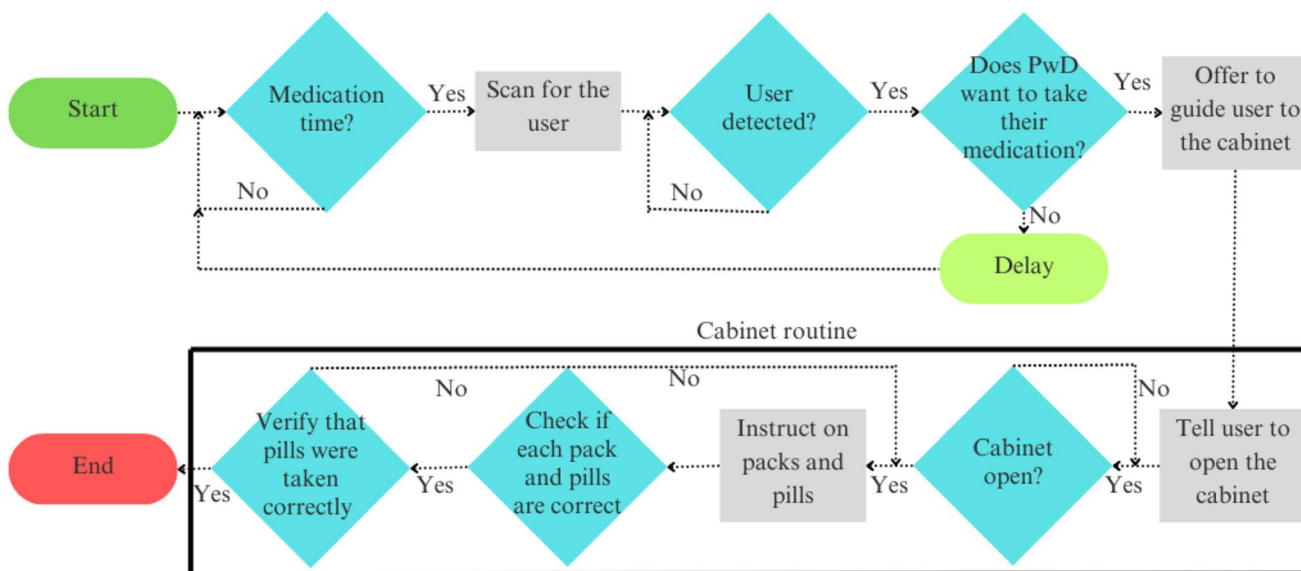 Start
Medication
time?
Yes
No
Scan for the
user
User
detected?
Yes
No
Does PwD
want to take
their
medication?
Yes
No
Offer to
guide user to
the cabinet
Delay
Cabinet routine
End
Yes
Verify that
pills were
taken
correctly
No
Yes
Check if
each pack
and pills
are correct
No
Instruct on
packs and
pills
Yes
Cabinet
open?
No
Yes
Tell user to
open the
cabinet